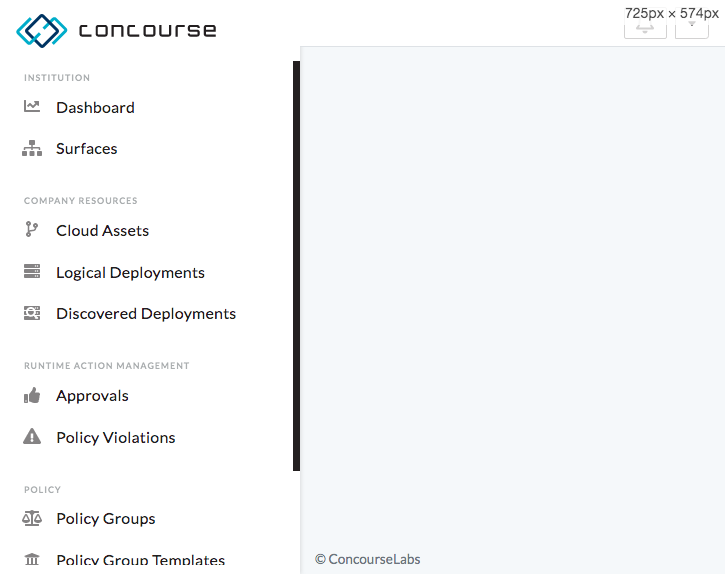 concourse
725px × 574px
INSTITUTION
Dashboard
Surfaces
COMPANY RESOURCES
Cloud Assets
Logical Deployments
Discovered Deployments
RUNTIME ACTION MANAGEMENT
Approvals
Policy Violations
POLICY
Policy Groups
Policy Group Templates
© ConcourseLabs